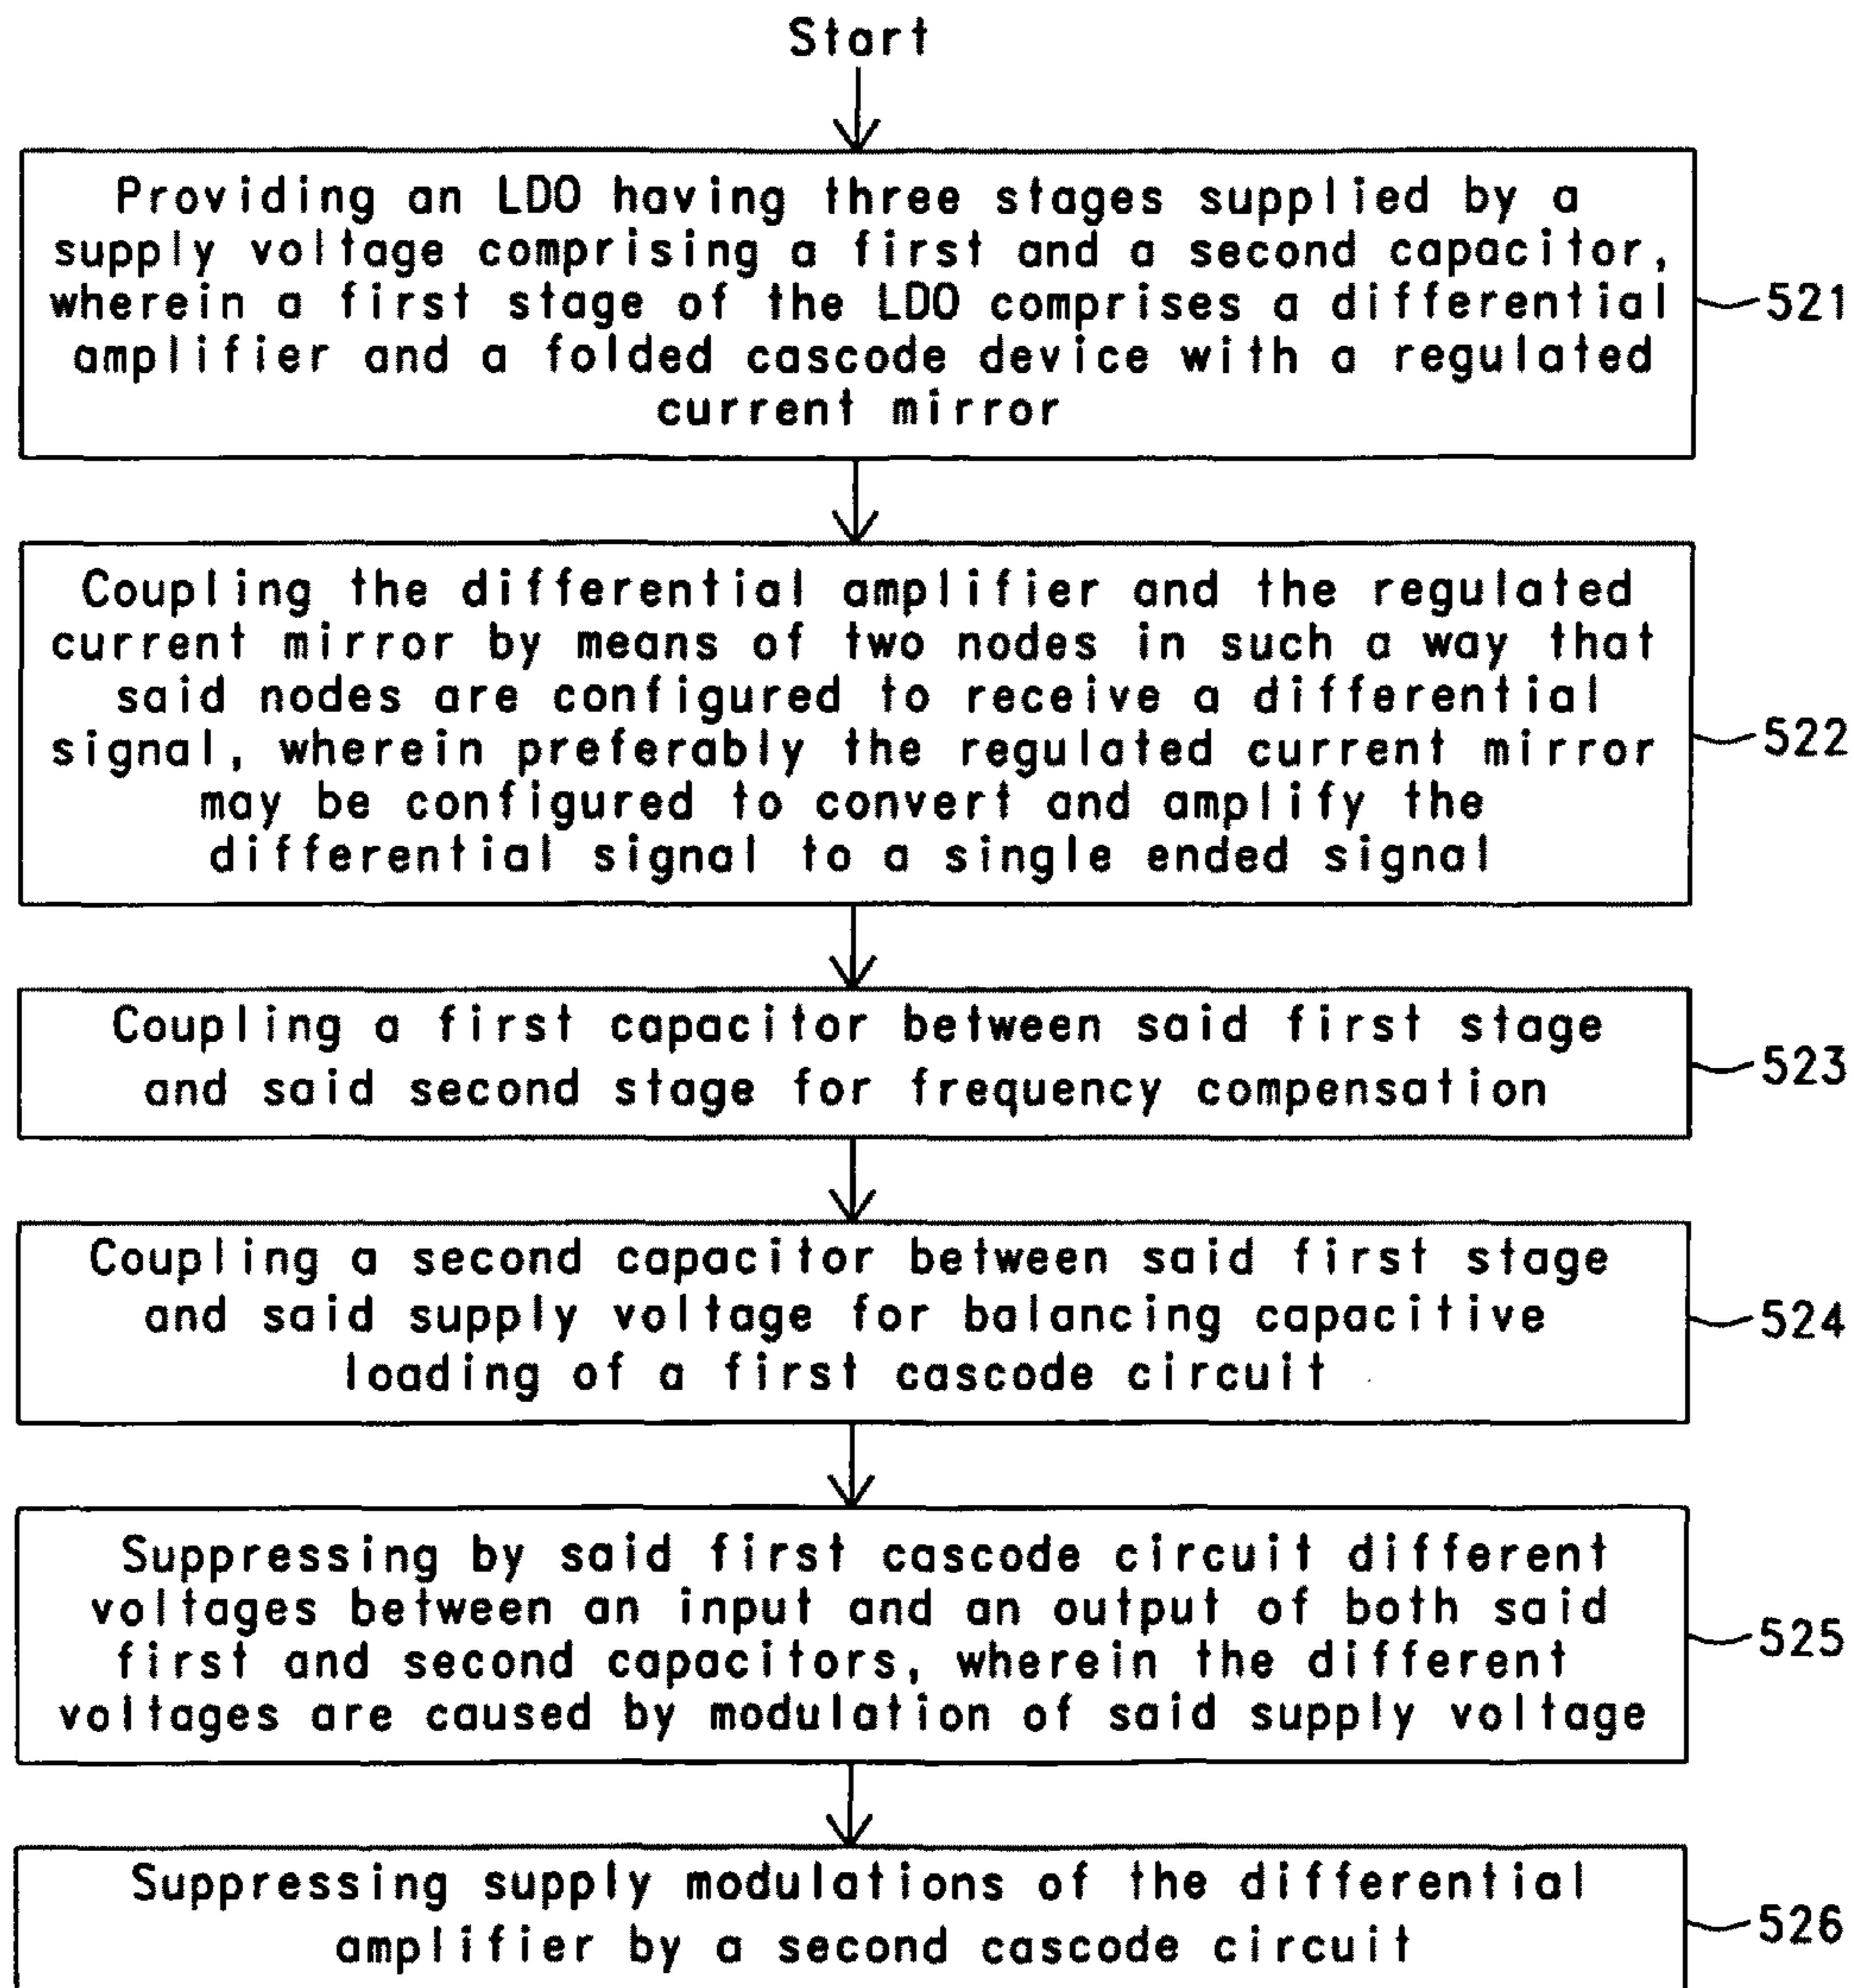 Start
Providing an LDO having three stages supplied by a
supply voltage comprising a first and a second capacitor,
wherein a first stage of the LDO comprises a differential
amplifier and a folded cascode device with a regulated
current mirror
521
Coupling the differential amplifier and the regulated
current mirror by means of two nodes in such a way that
said nodes are configured to receive a differential
signal, wherein preferably the regulated current mirror
may be configured to convert and amplify the
differential signal to a single ended signal
522
Coupling a first capacitor between said first stage
and said second stage for frequency compensation
523
Coupling a second capacitor between said first stage
and said supply voltage for balancing capacitive
loading of a first cascode circuit
524
Suppressing by said first cascode circuit different
voltages between an input and an output of both said
first and second capacitors, wherein the different
voltages are caused by modulation of said supply voltage
525
Suppressing supply modulations of the differential
amplifier by a second cascode circuit
526